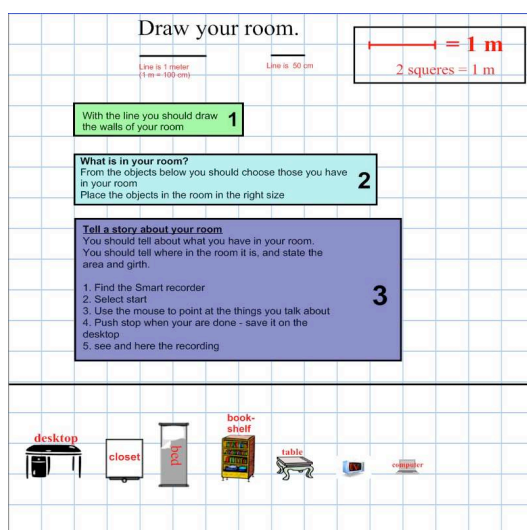 Draw your room.
Line is 1 meter
(1 m = 100 cm)
Line is 50 cm
= 1 m
2 squeres = 1 m
With the line you should draw
the walls of your room
1
What is in your room?
From the objects below you should choose those you have
in your room
Place the objects in the room in the right size
2
Tell a story about your room
You should tell about what you have in your room.
You should tell where in the room it is, and state the
area and girth.
1. Find the Smart recorder
2. Select start
3. Use the mouse to point at the things you talk about
4. Push stop when your are done - save it on the
desktop
5. see and here the recording
3
desktop
closet
bed
book-
shelf
table
computer